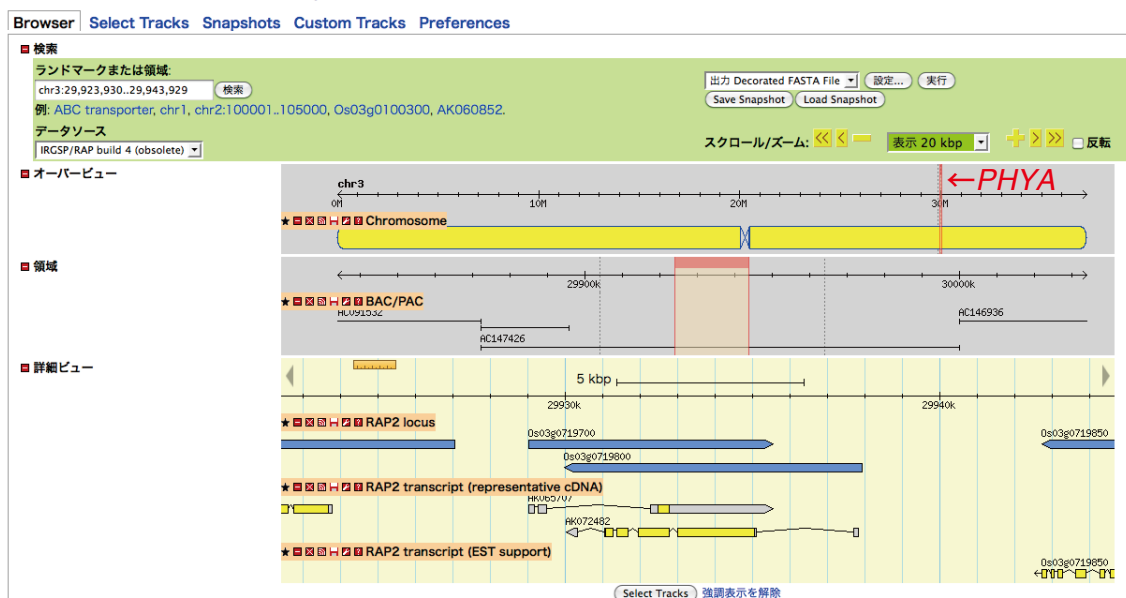 Browser Select Tracks Snapshots Custom Tracks Preferences
検索
ランドマークまたは領域:
chr3:29,923,930..29,943,929 検索
例: ABC transporter, chr1, chr2:100001..105000, Os03g0100300, AK060852.
データソース
IRGSP/RAP build 4 (obsolete)
出力 Decorated FASTA File 設定... 実行
Save Snapshot Load Snapshot
スクロール/ズーム: << < 表示 20 kbp > >> 反転
オーバービュー
chr3
←PHYA
0M 10M 20M 30M
Chromosome
領域
29900k 30000k
BAC/PAC
AC091532 AC146936
AC147426
詳細ビュー
5 kbp
29930k 29940k
RAP2 locus
Os03g0719700 Os03g0719850
Os03g0719800
RAP2 transcript (representative cDNA)
AK065707
AK072482
RAP2 transcript (EST support)
Os03g0719850
Select Tracks 強調表示を解除